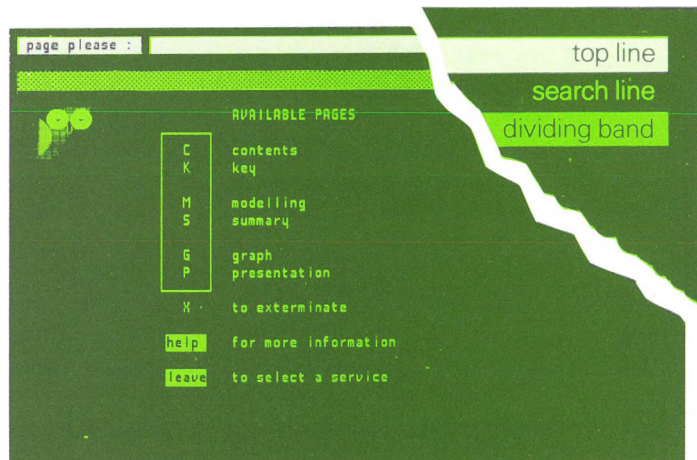 page please :
top line
search line
dividing band
AVAILABLE PAGES
C contents
K key
M modelling
S summary
G graph
P presentation
X to exterminate
help for more information
leave to select a service